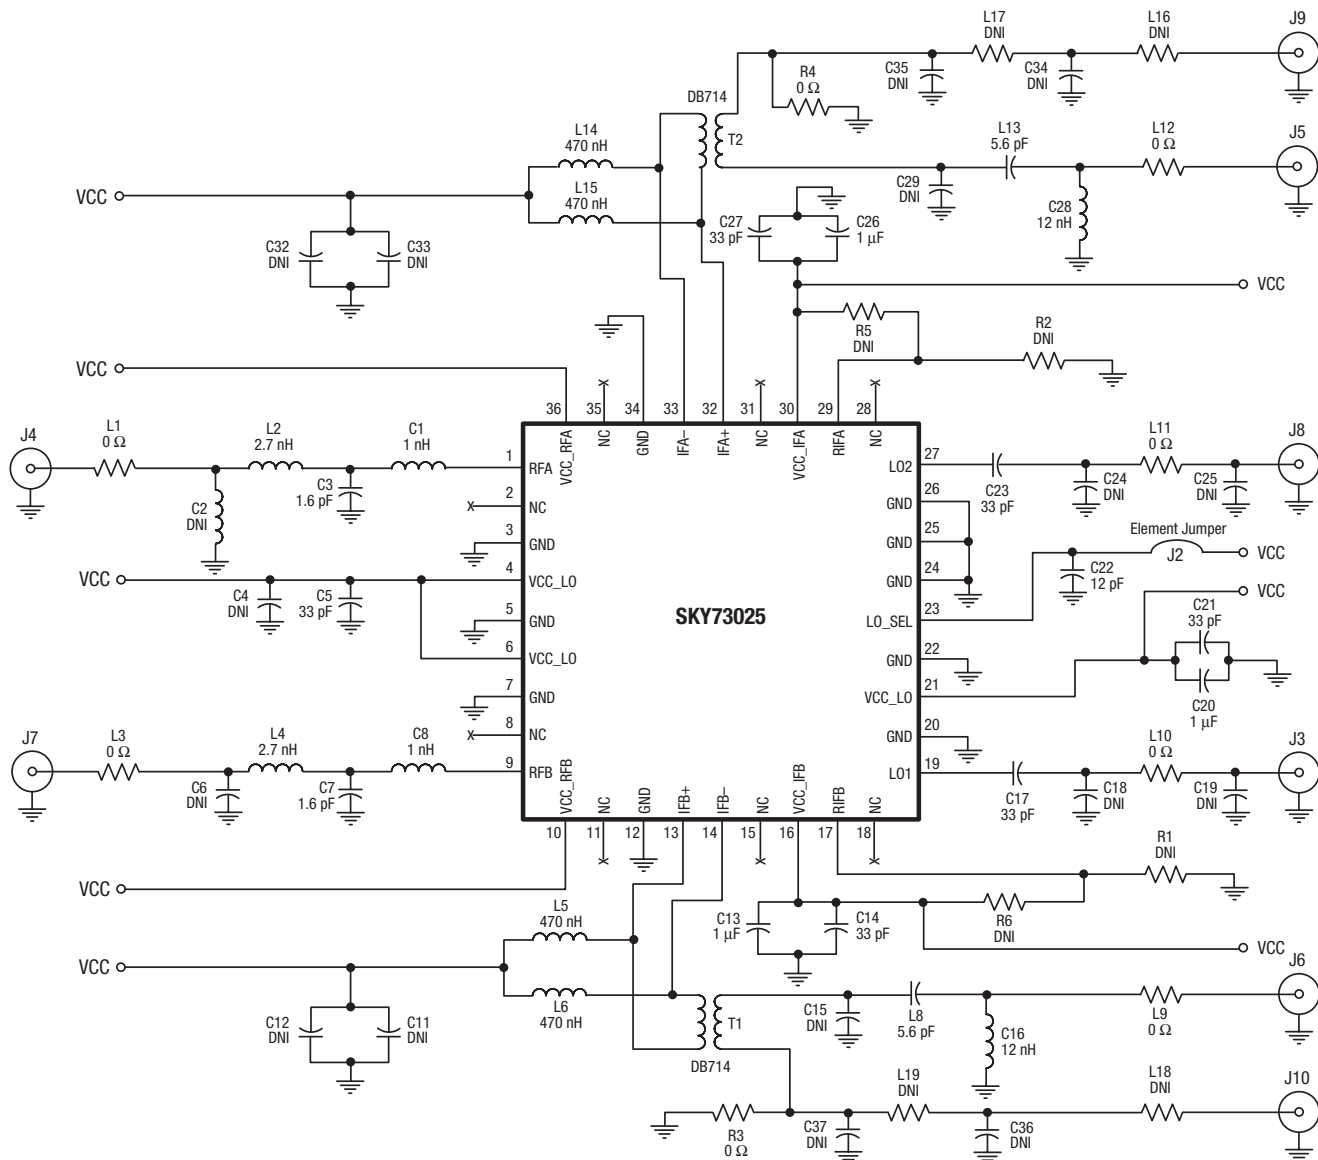 L17
DNI
L16
DNI
J9
R4
0 Ω
C35
DNI
C34
DNI
DB714
T2
L13
5.6 pF
L12
0 Ω
J5
L14
470 nH
L15
470 nH
VCC
C29
DNI
C28
12 nH
C27
33 pF
C26
1 μF
C32
DNI
C33
DNI
VCC
R5
DNI
R2
DNI
VCC
36
35
34
33
32
31
30
29
28
VCC_RFA
NC
GND
IFA–
IFA+
NC
VCC_IFA
RIFA
NC
J4
L1
0 Ω
L2
2.7 nH
C1
1 nH
C2
DNI
C3
1.6 pF
1
RFA
2
NC
3
GND
VCC
C4
DNI
C5
33 pF
4
VCC_LO
5
GND
6
VCC_LO
7
GND
8
NC
9
RFB
SKY73025
J7
L3
0 Ω
L4
2.7 nH
C8
1 nH
C6
DNI
C7
1.6 pF
LO2
27
GND
26
GND
25
GND
24
LO_SEL
23
GND
22
VCC_LO
21
GND
20
LO1
19
C23
33 pF
C24
DNI
L11
0 Ω
C25
DNI
J8
Element Jumper
J2
VCC
C22
12 pF
VCC
C21
33 pF
C20
1 μF
C17
33 pF
C18
DNI
L10
0 Ω
C19
DNI
J3
VCC_RFB
NC
GND
IFB+
IFB–
NC
VCC_IFB
RIFB
NC
10
11
12
13
14
15
16
17
18
VCC
R1
DNI
R6
DNI
C13
1 μF
C14
33 pF
VCC
L5
470 nH
L6
470 nH
VCC
C12
DNI
C11
DNI
T1
DB714
C15
DNI
L8
5.6 pF
C16
12 nH
L9
0 Ω
J6
R3
0 Ω
C37
DNI
L19
DNI
C36
DNI
L18
DNI
J10